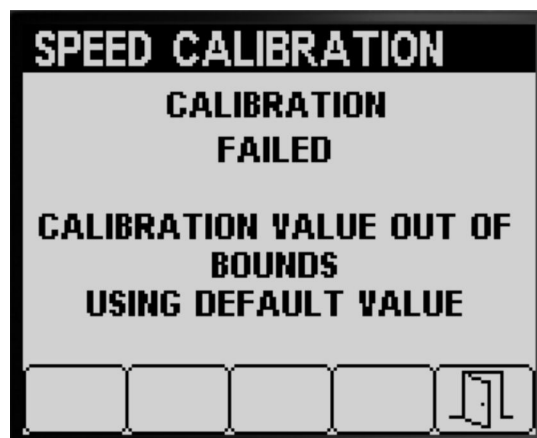 SPEED CALIBRATION
CALIBRATION
FAILED
CALIBRATION VALUE OUT OF
BOUNDS
USING DEFAULT VALUE